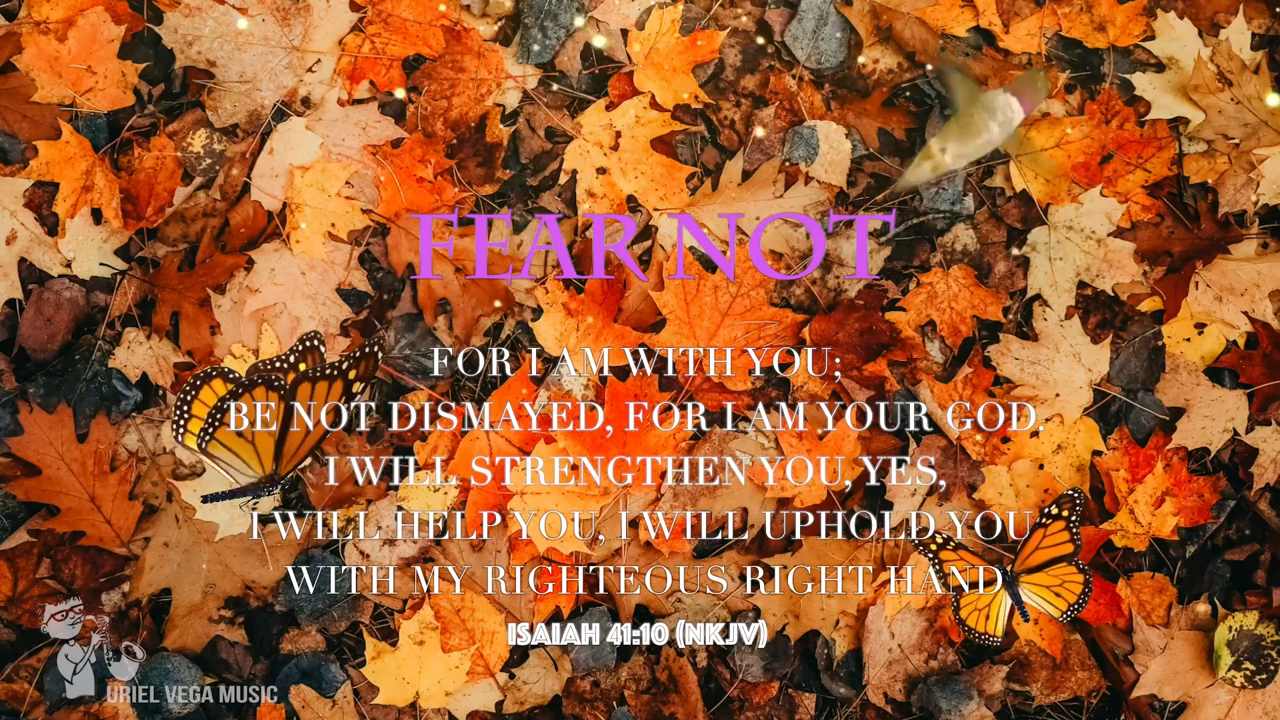 FEAR NOT
FOR I AM WITH YOU;
BE NOT DISMAYED, FOR I AM YOUR GOD.
I WILL STRENGTHEN YOU, YES,
I WILL HELP YOU, I WILL UPHOLD YOU
WITH MY RIGHTEOUS RIGHT HAND
ISAIAH 41:10 (NKJV)
URIEL VEGA MUSIC